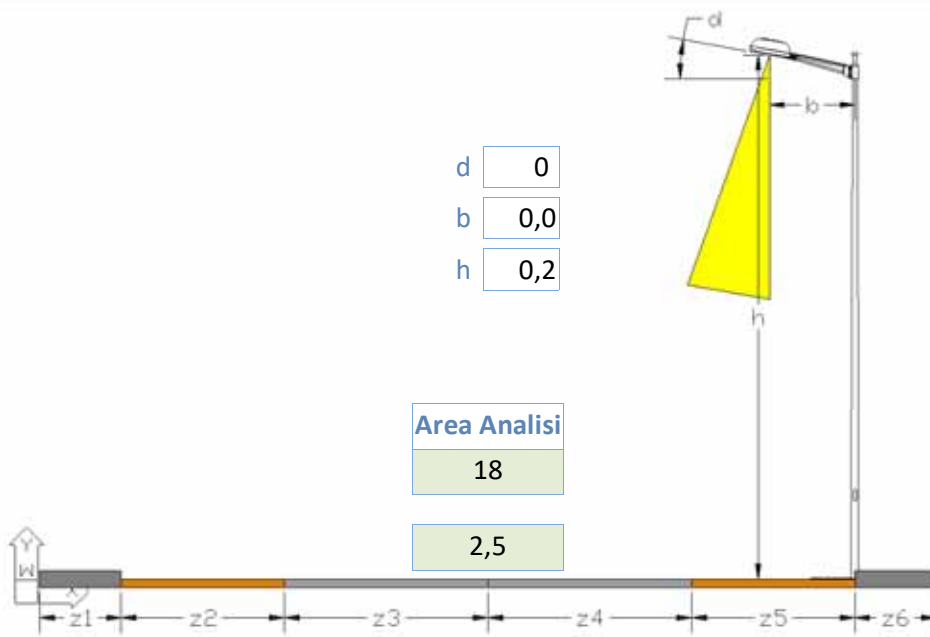 d
b
d 0
b 0,0
h 0,2
h
Area Analisi
18
2,5
Y
W
X
z1 z2 z3 z4 z5 z6